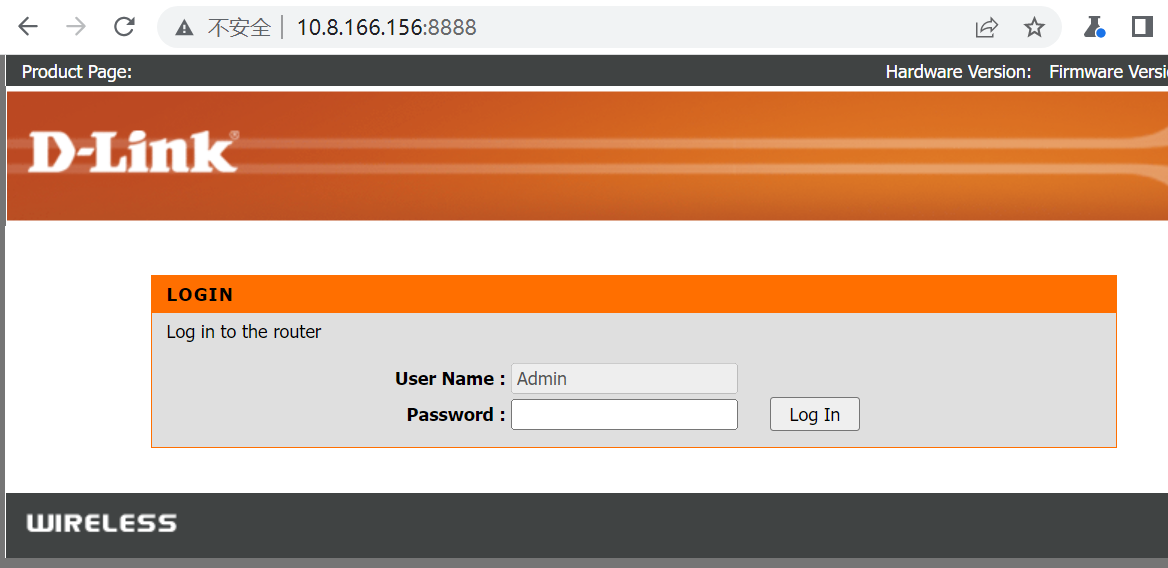 不安全 10.8.166.156:8888
Product Page: Hardware Version: Firmware Versi
D-Link®
LOGIN
Log in to the router
User Name : Admin
Password : Log In
WIRELESS